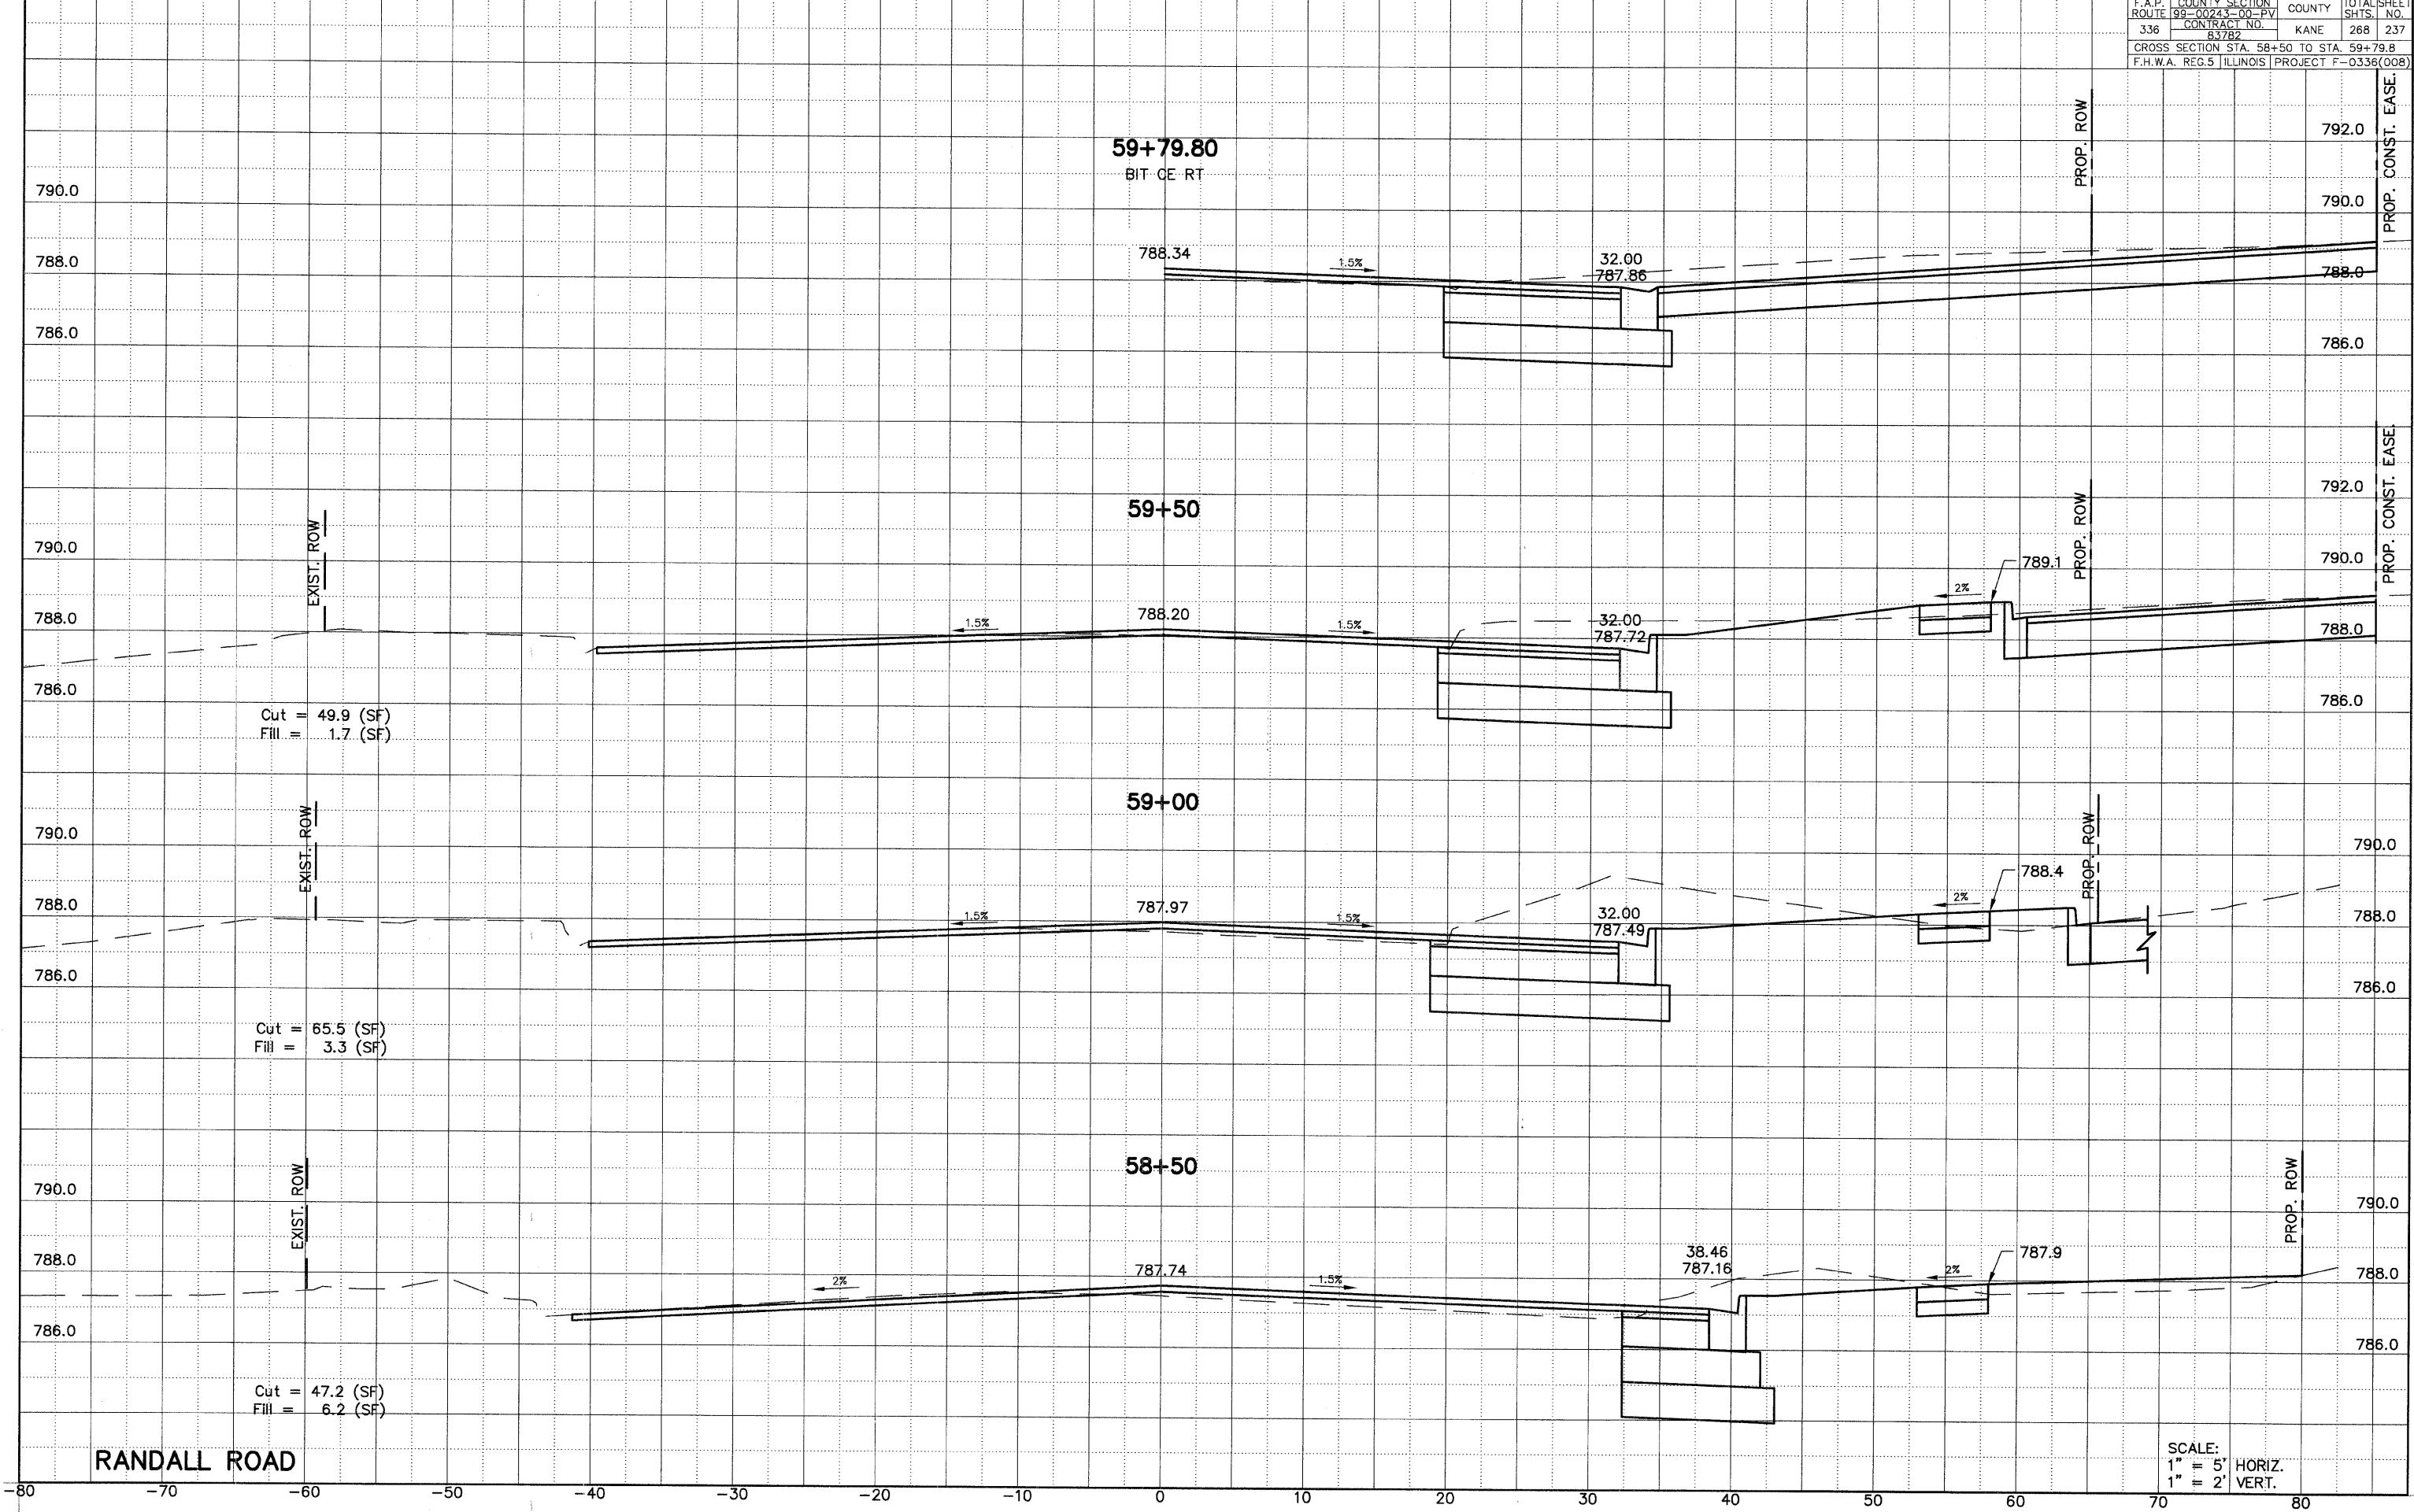 F.A.P. ROUTE COUNTY SECTION 99-00243-00-PV COUNTY TOTAL SHTS. SHEET NO.
336 CONTRACT NO. 83782 KANE 268 237
CROSS SECTION STA. 58+50 TO STA. 59+79.8
F.H.W.A. REG.5 ILLINOIS PROJECT F-0336(008)
59+79.80
BIT CE RT
PROP. ROW
PROP. CONST. EASE.
792.0
790.0
790.0
788.34
1.5%
32.00
787.86
788.0
788.0
786.0
786.0
59+50
EXIST. ROW
PROP. ROW
PROP. CONST. EASE.
792.0
790.0
790.0
789.1
2%
788.0
1.5%
788.20
1.5%
32.00
787.72
788.0
786.0
786.0
Cut = 49.9 (SF)
Fill = 1.7 (SF)
59+00
EXIST. ROW
PROP. ROW
790.0
790.0
788.4
2%
788.0
1.5%
787.97
1.5%
32.00
787.49
788.0
786.0
786.0
Cut = 65.5 (SF)
Fill = 3.3 (SF)
58+50
EXIST. ROW
PROP. ROW
790.0
790.0
788.0
2%
787.74
1.5%
38.46
787.16
2%
787.9
788.0
786.0
786.0
Cut = 47.2 (SF)
Fill = 6.2 (SF)
RANDALL ROAD
SCALE:
1" = 5' HORIZ.
1" = 2' VERT.
-80 -70 -60 -50 -40 -30 -20 -10 0 10 20 30 40 50 60 70 80